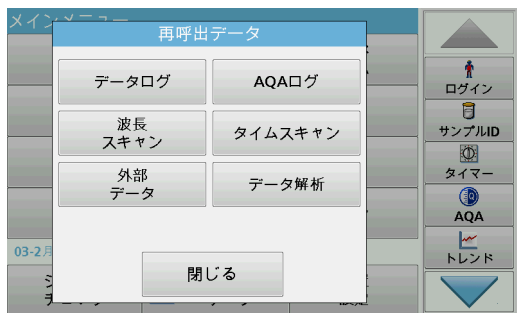 メインメニュー
再呼出データ
データログ
AQAログ
波長
スキャン
タイムスキャン
外部
データ
データ解析
閉じる
03-2月
ログイン
サンプルID
タイマー
AQA
トレンド